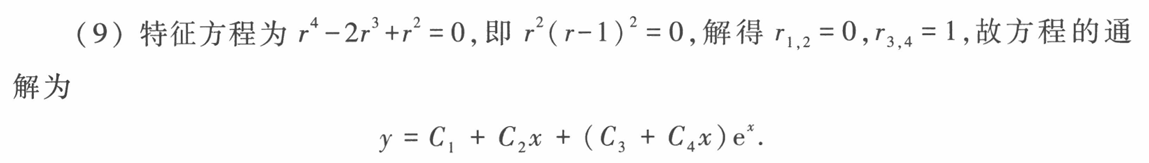 (9) 特征方程为 r⁴-2r³+r²=0,即 r²(r-1)²=0,解得 r₁,₂=0,r₃,₄=1,故方程的通
解为
y = C₁ + C₂x + (C₃ + C₄x)eˣ.